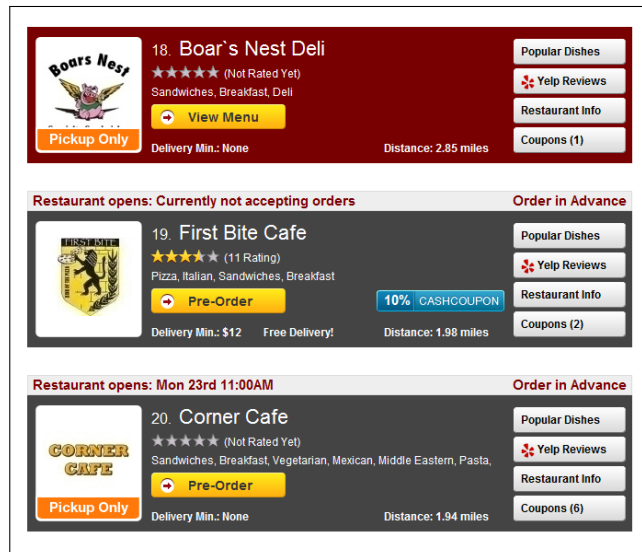 Boars Nest
Pickup Only
18. Boar`s Nest Deli
(Not Rated Yet)
Sandwiches, Breakfast, Deli
View Menu
Delivery Min.: None
Distance: 2.85 miles
Popular Dishes
Yelp Reviews
Restaurant Info
Coupons (1)
Restaurant opens: Currently not accepting orders
Order in Advance
FIRST BITE
19. First Bite Cafe
(11 Rating)
Pizza, Italian, Sandwiches, Breakfast
Pre-Order
10% CASHCOUPON
Delivery Min.: $12
Free Delivery!
Distance: 1.98 miles
Popular Dishes
Yelp Reviews
Restaurant Info
Coupons (2)
Restaurant opens: Mon 23rd 11:00AM
Order in Advance
CORNER
CAFE
Pickup Only
20. Corner Cafe
(Not Rated Yet)
Sandwiches, Breakfast, Vegetarian, Mexican, Middle Eastern, Pasta,
Pre-Order
Delivery Min.: None
Distance: 1.94 miles
Popular Dishes
Yelp Reviews
Restaurant Info
Coupons (6)